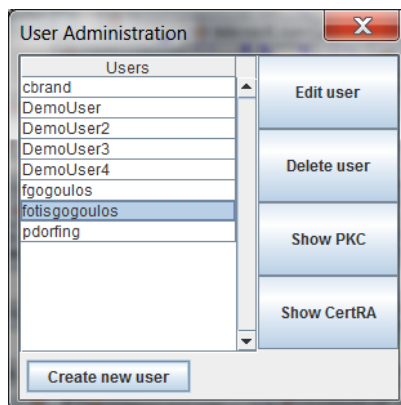 User Administration
Users
cbrand
DemoUser
DemoUser2
DemoUser3
DemoUser4
fgogoulos
fotisgogoulos
pdorfing
Edit user
Delete user
Show PKC
Show CertRA
Create new user